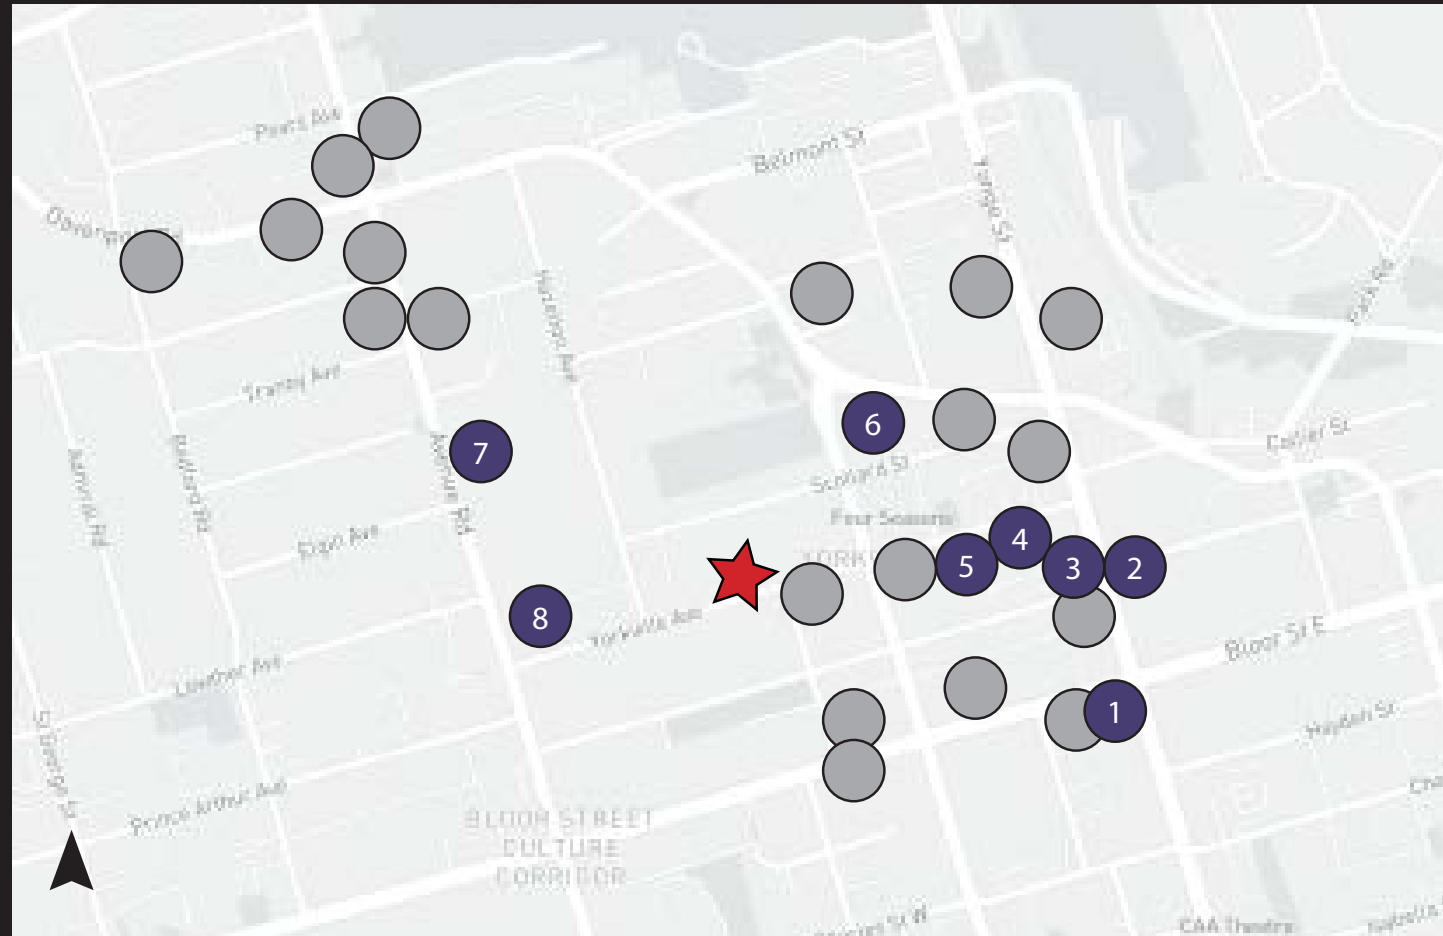 Pears Ave
Belmont St
Yonge St
Hazelton Ave
Park Rd
Tranby Ave
6
Collier St
7
Scollard St
Bedford Rd
Avenue Rd
Four Seasons
Elgin Ave
4
5
3
2
8
Yorkville Ave
Bloor St E
Lowther Ave
1
Hayden St
St George St
Prince Arthur Ave
BLOOR STREET
CULTURE
CORRIDOR
CAA Theatre